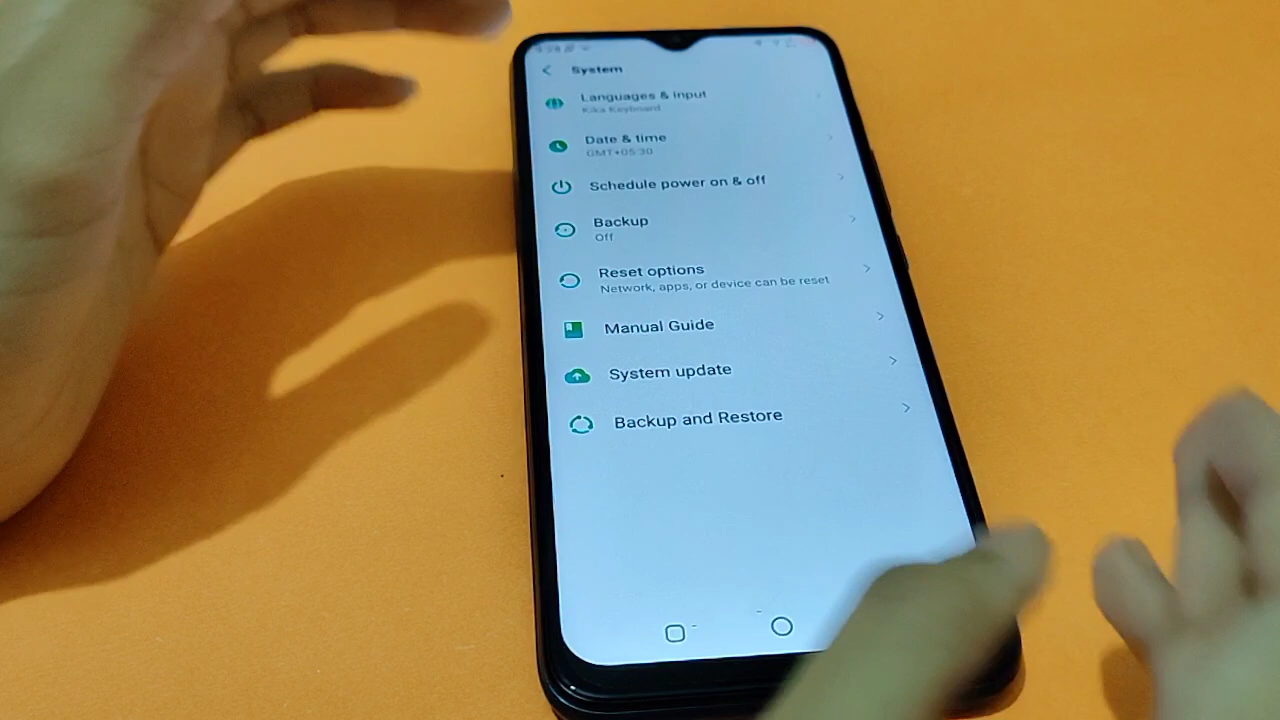 System
Languages & input
Kika Keyboard
Date & time
GMT+05:30
Schedule power on & off
Backup
Off
Reset options
Network, apps, or device can be reset
Manual Guide
System update
Backup and Restore